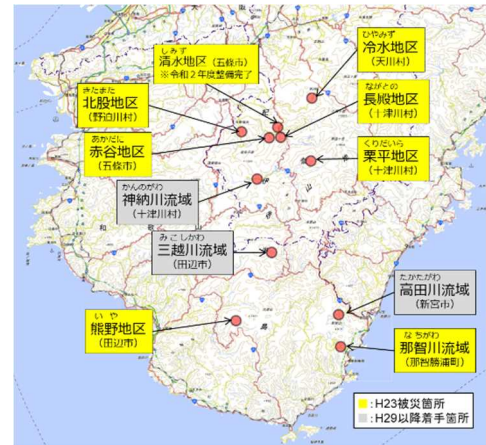 しみず
清水地区（五條市）
※令和２年度整備完了
ひやみず
冷水地区
（天川村）
きたまた
北股地区
（野迫川村）
ながとの
長殿地区
（十津川村）
あかだに
赤谷地区
（五條市）
くりだいら
栗平地区
（十津川村）
かんのがわ
神納川流域
（十津川村）
みこしかわ
三越川流域
（田辺市）
たかたがわ
高田川流域
（新宮市）
いや
熊野地区
（田辺市）
なちがわ
那智川流域
（那智勝浦町）
：H23被災箇所
：H29以降着手箇所